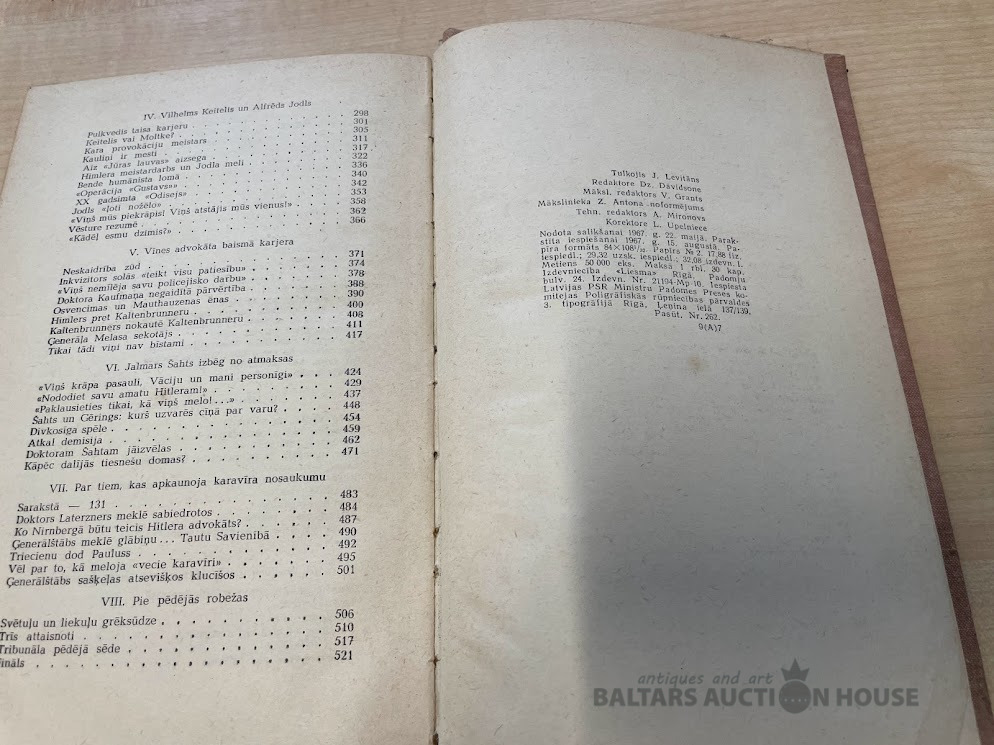 IV. Vilhelms Keitelis un Alfrēds Jodls
Pulkvedis taisa karjeru . . . . . . . . . . 298
Keitelis vai Moltke? . . . . . . . . . . 301
Kara provokāciju meistars . . . . . . . . . . 305
Kauliņi ir mesti . . . . . . . . . . 311
Aiz «Jūras lauvas» aizsega . . . . . . . . . . 317
Himlera meistardarbs un Jodla meli . . . . . . . . 322
Bende humānista lomā . . . . . . . . . . 336
«Operācija «Gustavs»» . . . . . . . . . . 340
XX gadsimta «Odisejs» . . . . . . . . . . 342
Jodls «ļoti nožēlo» . . . . . . . . . . 353
«Viņš mūs piekrāpis! Viņš atstājis mūs vienus!» . . . . 358
Vēsture rezumē . . . . . . . . . . 362
«Kādēļ esmu dzimis?» . . . . . . . . . . 366
V. Vīnes advokāta baismā karjera
Neskaidrība zūd . . . . . . . . . . 371
Inkvizitors solās «teikt visu patiesību» . . . . . . 374
«Viņš nemīlēja savu policejisko darbu» . . . . . . 378
Doktora Kaufmaņa negaidītā pārvērtība . . . . . . 388
Osvencimas un Mauthauzenas ēnas . . . . . . . . 390
Himlers pret Kaltenbrunneru . . . . . . . . 400
Kaltenbrunners nokautē Kaltenbrunneru . . . . . . 408
Ģenerāļa Melasa sekotājs . . . . . . . . 411
Tikai tādi viņi nav bīstami . . . . . . . . 417
VI. Jalmars Šahts izbēg no atmaksas
«Viņš krāpa pasauli, Vāciju un mani personīgi» . . . . 424
«Nododiet savu amatu Hitleram!» . . . . . . . . 429
«Paklausieties tikai, kā viņš melo!...» . . . . . . 437
Šahts un Gērings: kurš uzvarēs cīņā par varu? . . . . 448
Divkosīga spēle . . . . . . . . . . 454
Atkal demisija . . . . . . . . . . 459
Doktoram Šahtam jāizvēlas . . . . . . . . 462
Kāpēc dalījās tiesnešu domas? . . . . . . . . 471
VII. Par tiem, kas apkaunoja karavīra nosaukumu
Sarakstā — 131 . . . . . . . . . . 483
Doktors Laterzners meklē sabiedrotos . . . . . . 484
Ko Nirnbergā būtu teicis Hitlera advokāts? . . . . . 487
Ģenerālštābs meklē glābiņu... Tautu Savienībā . . . . 490
Triecienu dod Pauluss . . . . . . . . 492
Vēl par to, kā meloja «vecie karavīri» . . . . . . 495
Ģenerālštābs sašķeļas atsevišķos klucīšos . . . . . 501
VIII. Pie pēdējās robežas
Svētuļu un liekuļu grēksūdze . . . . . . . . 506
Trīs attaisnoti . . . . . . . . . . 510
Tribunāla pēdējā sēde . . . . . . . . 517
ināls . . . . . . . . . . 521
Tulkojis J. Levitāns
Redaktore Dz. Dāvidsone
Māksl. redaktors V. Grants
Mākslinieka Z. Antona noformējums
Tehn. redaktors A. Mironovs
Korektore L. Upelniece
Nodota salikšanai 1967. g. 22. maijā. Parak-
stīta iespiešanai 1967. g. 15. augustā. Pa-
pīra formāts 84×108¹/₃₂. Papīrs № 2. 17,88 fiz.
iespiedl.; 29,32 uzsk. iespiedl.; 32,08 izdevn. l.
Metiens 50 000 eks. Maksā 1 rbl. 30 kap.
Izdevniecība «Liesma» Rīgā, Padomju
bulv. 24. Izdevn. Nr. 21194-Mp-10. Iespiesta
Latvijas PSR Ministru Padomes Preses ko-
mitejas Poligrāfiskās rūpniecības pārvaldes
3. tipogrāfijā Rīgā, Ļeņina ielā 137/139.
Pasūt. Nr. 262.
9(A)7
antiques and art
BALTARS AUCTION HOUSE